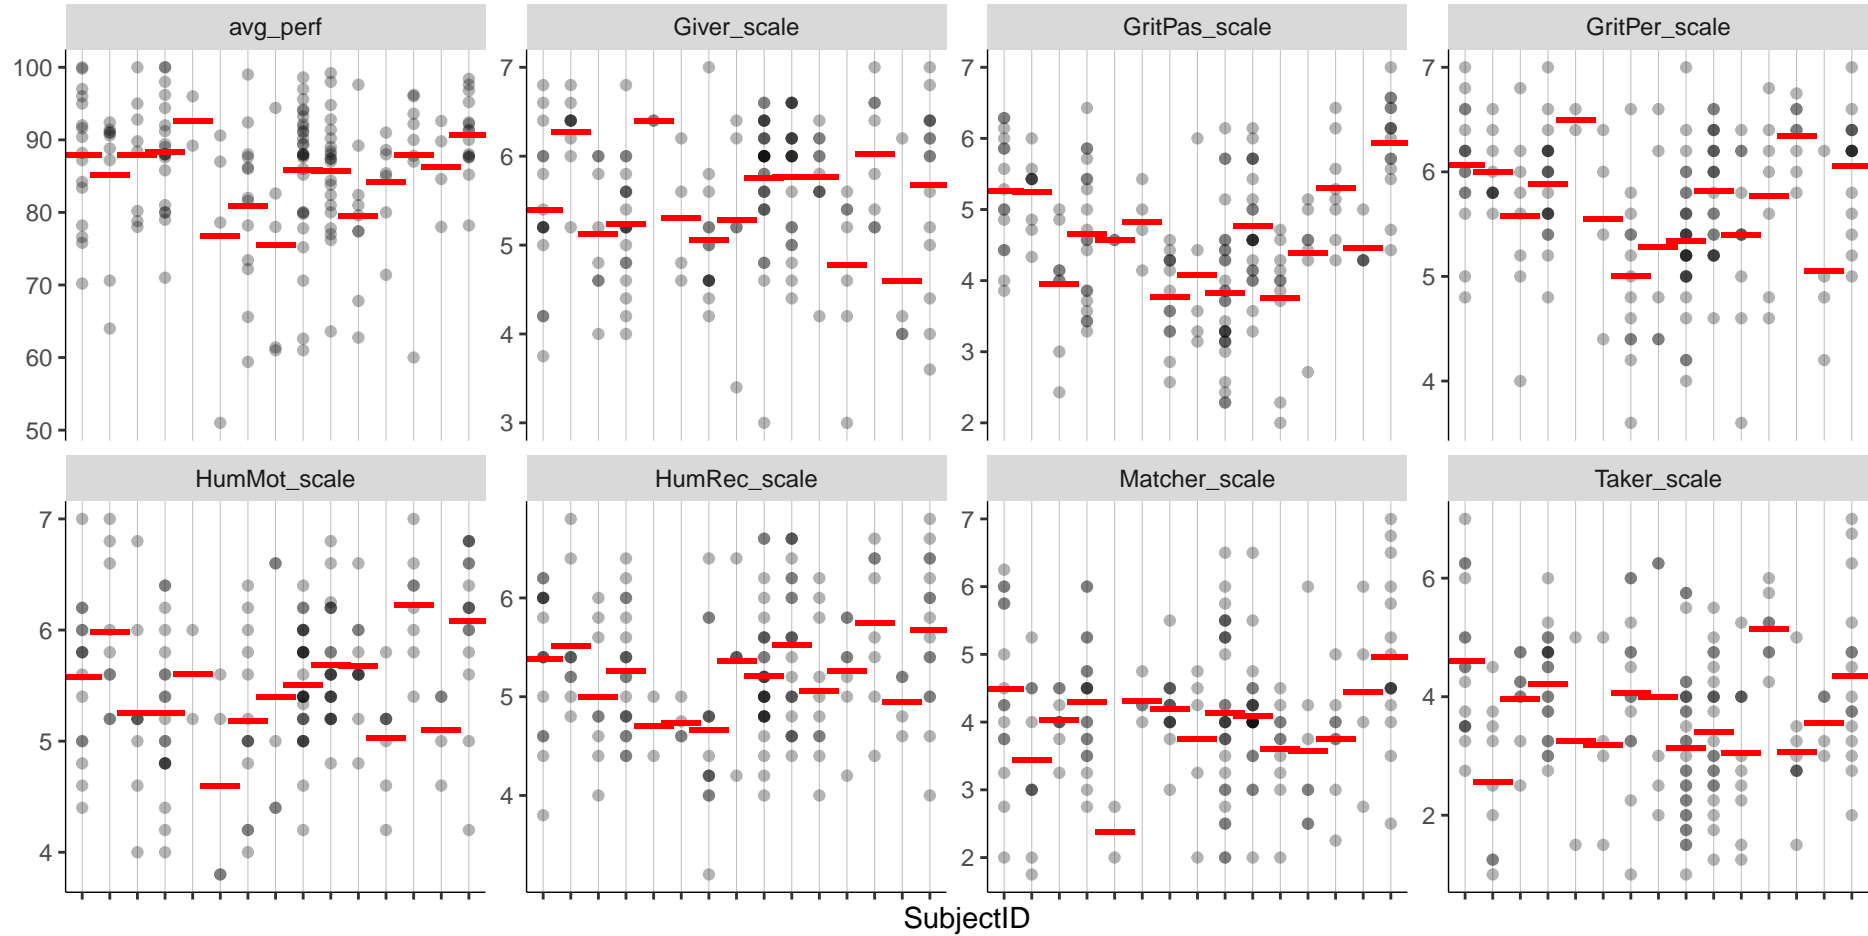 avg_perf Giver_scale GritPas_scale GritPer_scale
100 90 80 70 60 50
7 6 5 4 3
7 6 5 4 3 2
7 6 5 4
HumMot_scale HumRec_scale Matcher_scale Taker_scale
7 6 5 4
6 5 4
7 6 5 4 3 2
6 4 2
SubjectID